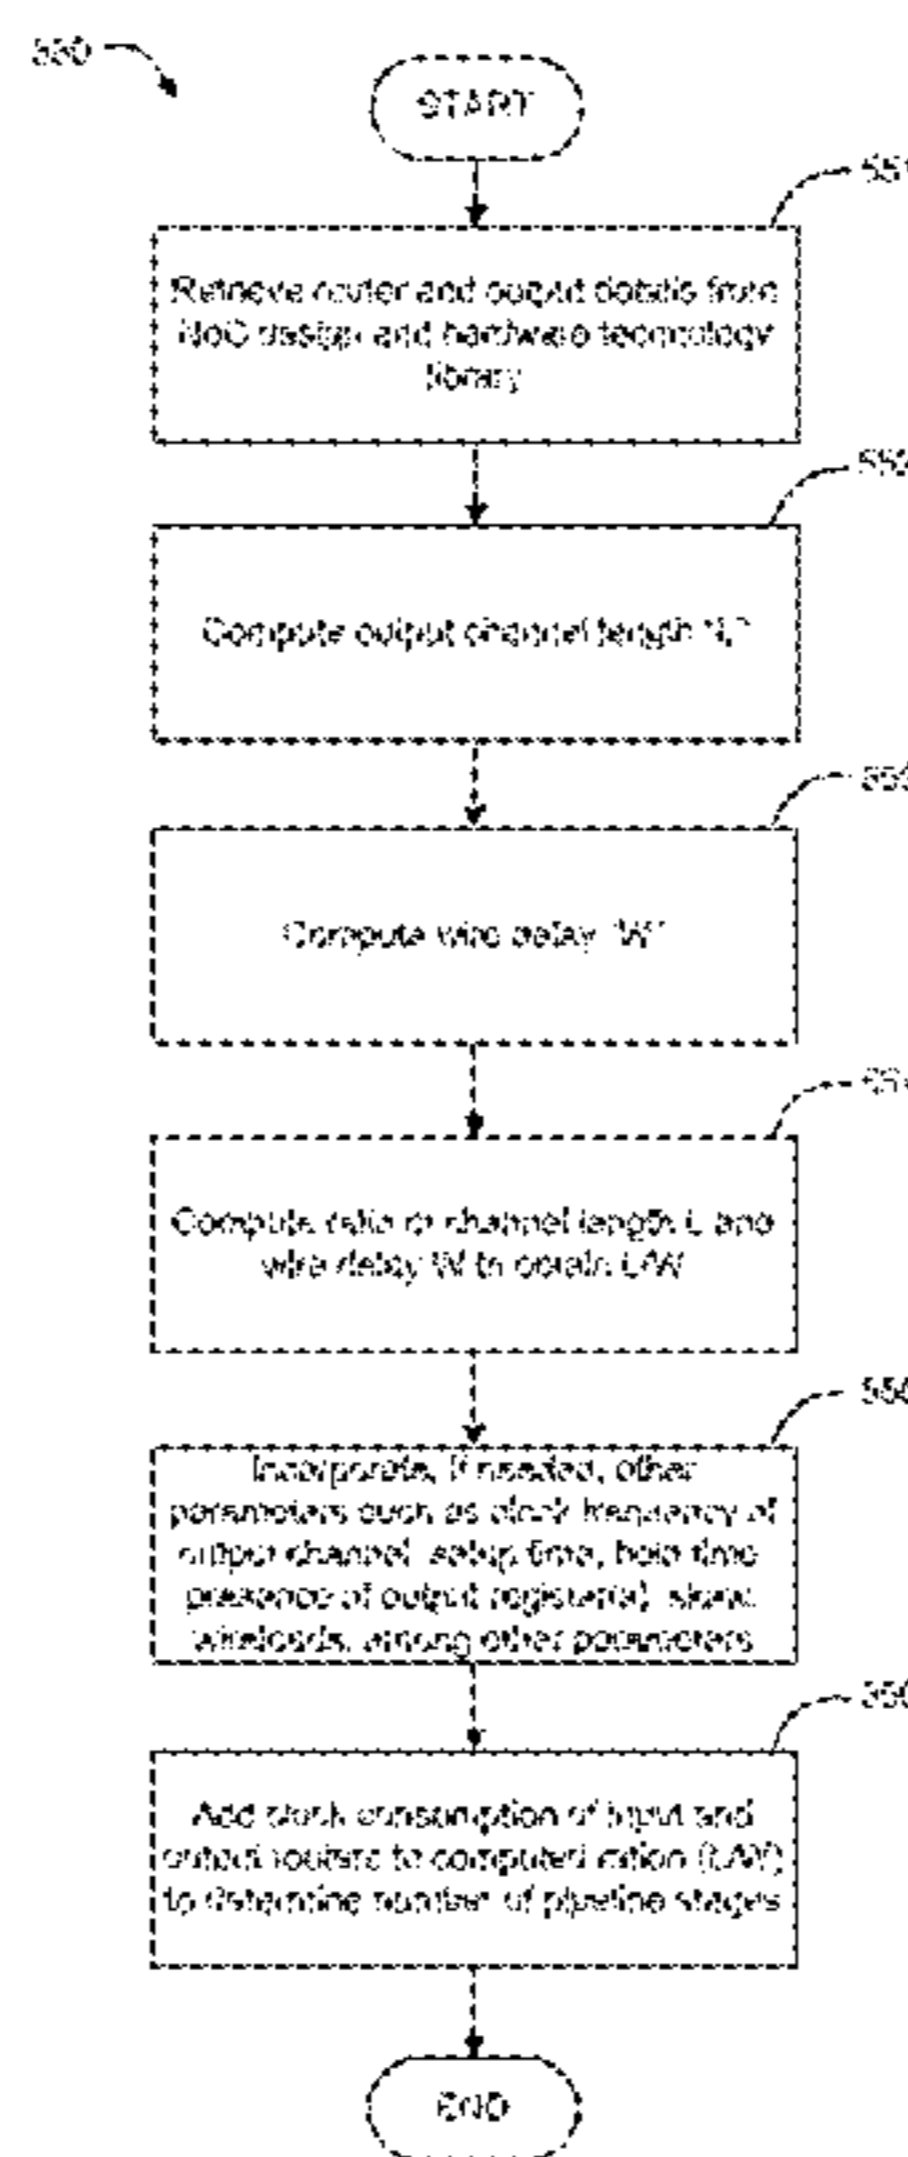 550
START
551
Retrieve router and output details from
NoC design and hardware technology
library
Compute output channel length "L"
Compute wire delay "W"
Compute ratio of channel length L and
wire delay W to obtain L/W
Incorporate, if needed, other
parameters such as clock frequency of
output channel, setup time, hold time,
presence of output register(s), skew,
wireloads, among other parameters
Add clock consumption of input and
output routers to computed ration (L/W)
to determine number of pipeline stages
END